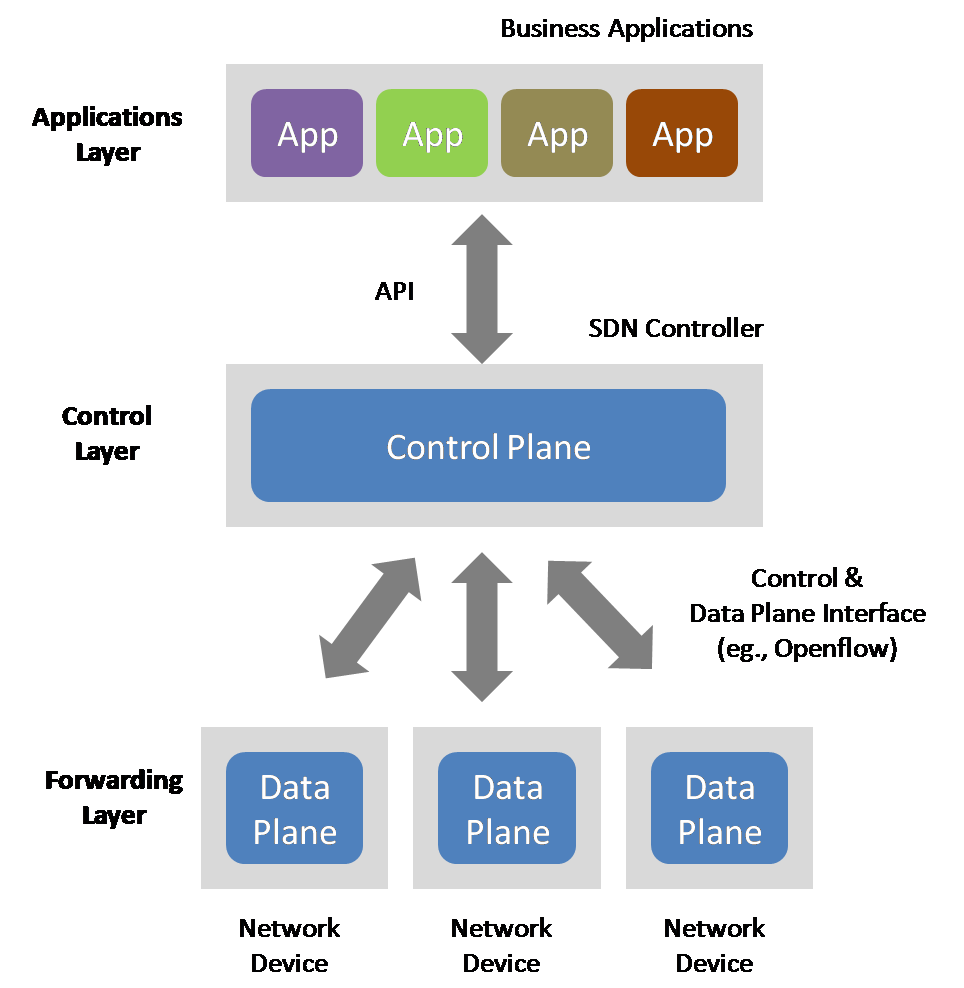 Business Applications
Applications
Layer
App App App App
API
SDN Controller
Control
Layer
Control Plane
Control &
Data Plane Interface
(eg., Openflow)
Forwarding
Layer
Data
Plane
Data
Plane
Data
Plane
Network
Device
Network
Device
Network
Device